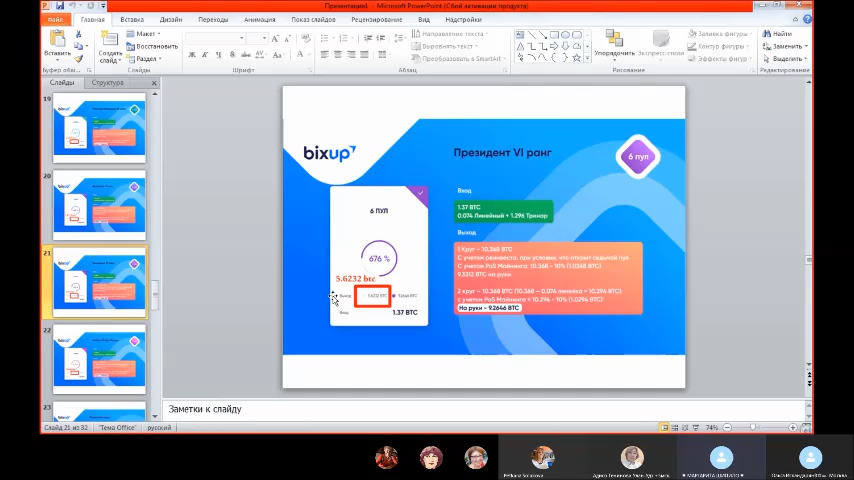 Презентация1 - Microsoft PowerPoint (Сбой активации продукта)
Файл
Главная
Вставка
Дизайн
Переходы
Анимация
Показ слайдов
Рецензирование
Вид
Надстройки
Вставить
Создать слайд
Макет
Восстановить
Раздел
Направление текста
Выровнять текст
Преобразовать в SmartArt
Упорядочить
Экспресс-стили
Заливка фигуры
Контур фигуры
Эффекты фигур
Найти
Заменить
Выделить
Буфер обм...
Слайды
Шрифт
Абзац
Рисование
Редактирование
Слайды
Структура
19
20
21
22
23
bixup
Президент VI ранг
6 пул
6 ПУЛ
676 %
5.6232 btc
Выход
Вход
1.37 BTC
Вход
1.37 BTC
0.074 Линейный + 1.296 Тринар
Выход
1 Круг – 10.368 BTC
С учетом реинвеста, при условии, что открыт седьмой пул
С учетом PoS Майнинга: 10.368 - 10% (1.0368 BTC)
9.3312 BTC на руки
2 круг – 10.368 BTC (10.368 – 0.074 линейка = 10.294 BTC)
с учетом PoS Майнинга = 10.294 - 10% (1.0294 BTC)
На руки – 9.2646 BTC
Заметки к слайду
Слайд 21 из 32
"Тема Office"
русский
74%